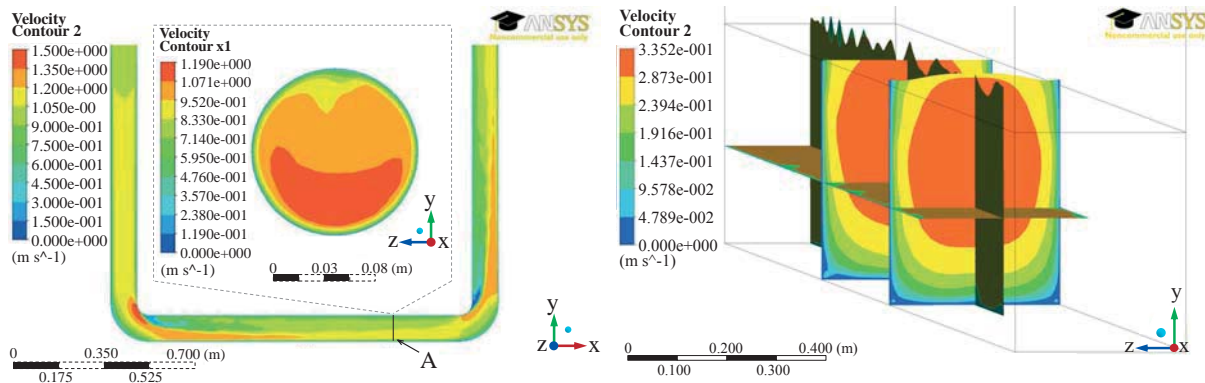 Velocity
Contour 2
1.500e+000
1.350e+000
1.200e+000
1.050e-00
9.000e-001
7.500e-001
6.000e-001
4.500e-001
3.000e-001
1.500e-001
0.000e+000
(m s^-1)
Velocity
Contour x1
1.190e+000
1.071e+000
9.520e-001
8.330e-001
7.140e-001
5.950e-001
4.760e-001
3.570e-001
2.380e-001
1.190e-001
0.000e+000
(m s^-1)
ANSYS
Noncommercial use only
y
z
x
0 0.03 0.08 (m)
A
y
z
x
0 0.350 0.700 (m)
0.175 0.525
Velocity
Contour 2
3.352e-001
2.873e-001
2.394e-001
1.916e-001
1.437e-001
9.578e-002
4.789e-002
0.000e+000
(m s^-1)
ANSYS
Noncommercial use only
y
z
x
0 0.200 0.400 (m)
0.100 0.300